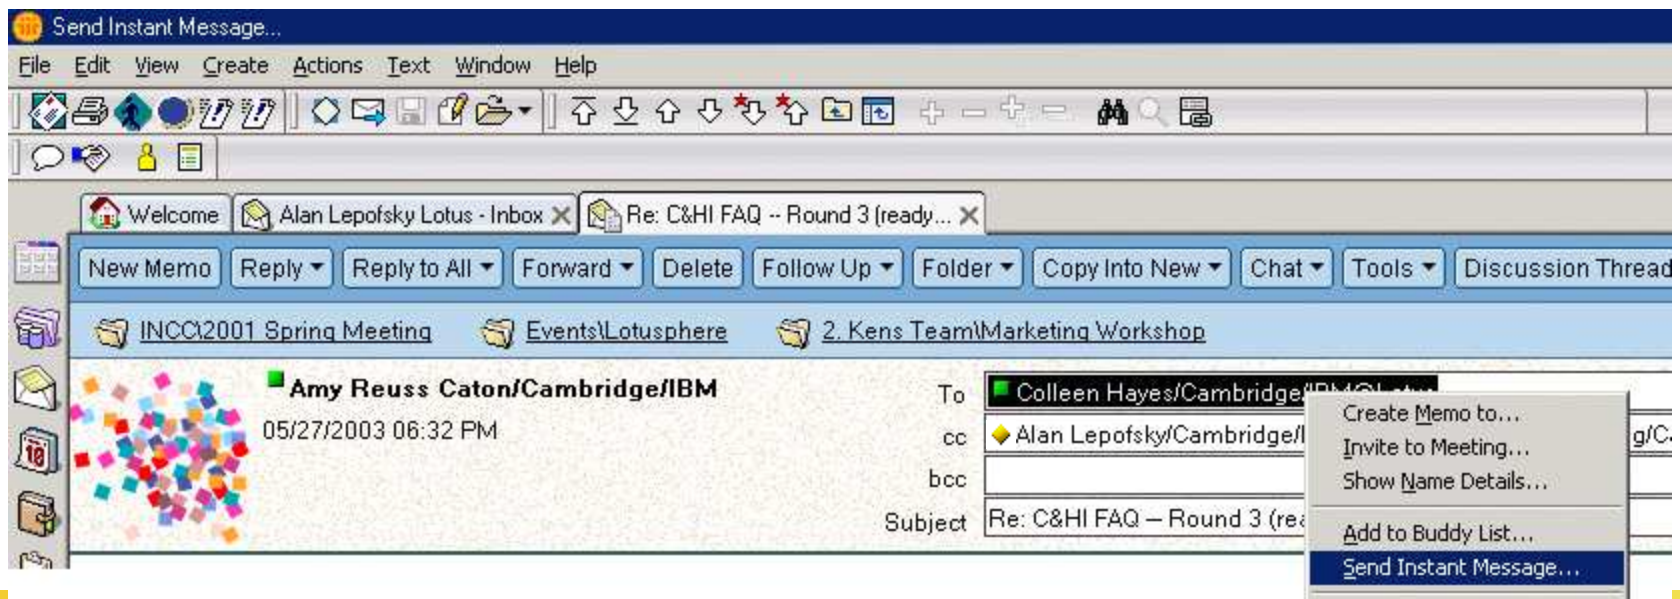 Send Instant Message...
File Edit View Create Actions Text Window Help
Welcome Alan Lepofsky Lotus - Inbox Re: C&HI FAQ -- Round 3 (ready...
New Memo Reply Reply to All Forward Delete Follow Up Folder Copy Into New Chat Tools Discussion Thread
INCC\2001 Spring Meeting Events\Lotusphere 2. Kens Team\Marketing Workshop
Amy Reuss Caton/Cambridge/IBM
05/27/2003 06:32 PM
To Colleen Hayes/Cambridge/IBM@Lotus
cc Alan Lepofsky/Cambridge/I
bcc
Subject Re: C&HI FAQ — Round 3 (rea
Create Memo to...
Invite to Meeting...
Show Name Details...
Add to Buddy List...
Send Instant Message...
10